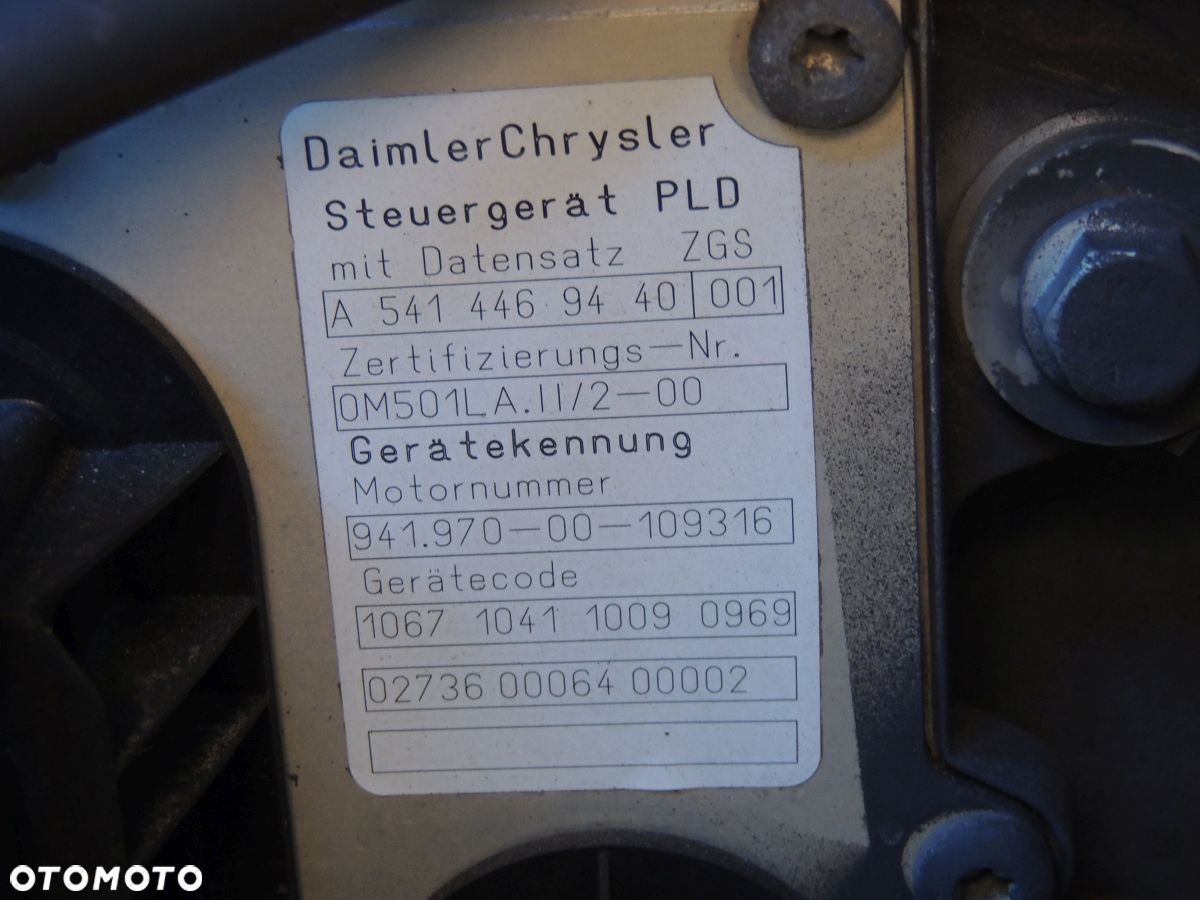 DaimlerChrysler
Steuergerät PLD
mit Datensatz ZGS
A 541 446 94 40 001
Zertifizierungs-Nr.
OM501LA.II/2-00
Gerätekennung
Motornummer
941.970-00-109316
Gerätecode
1067 1041 1009 0969
02736 00064 00002
OTOMOTO